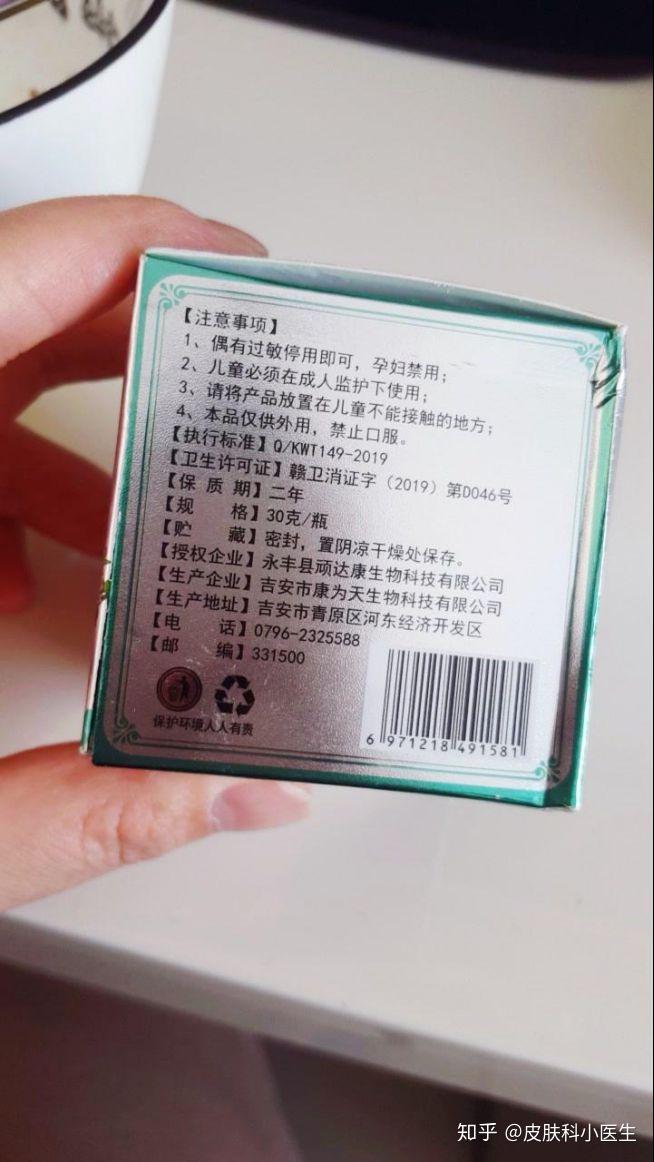 【注意事项】
1、偶有过敏停用即可，孕妇禁用；
2、儿童必须在成人监护下使用；
3、请将产品放置在儿童不能接触的地方；
4、本品仅供外用，禁止口服。
【执行标准】Q/KWT149-2019
【卫生许可证】赣卫消证字（2019）第D046号
【保 质 期】二年
【规 格】30克/瓶
【贮 藏】密封，置阴凉干燥处保存。
【授权企业】永丰县顽达康生物科技有限公司
【生产企业】吉安市康为天生物科技有限公司
【生产地址】吉安市青原区河东经济开发区
【电 话】0796-2325588
【邮 编】331500
保护环境人人有责
6 971218 491581
知乎 @皮肤科小医生